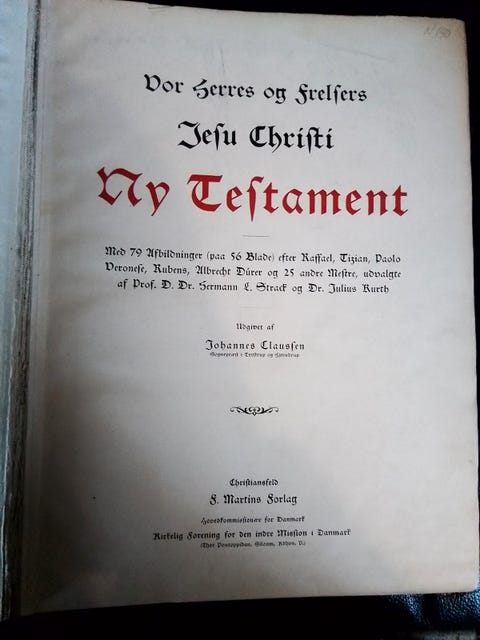 Vor Herres og Frelsers
Jesu Christi
Ny Testament
Med 79 Afbildninger (paa 56 Blade) efter Raffael, Tizian, Paolo
Veronese, Rubens, Albrecht Dürer og 25 andre Mestre, udvalgte
af Prof. D. Dr. Hermann L. Strack og Dr. Julius Kurth
Udgivet af
Johannes Claussen
Sognepræst i
Christiansfeld
F. Martins Forlag
Hovedkommissionær for Danmark
Kirkelig Forening for den indre Mission i Danmark